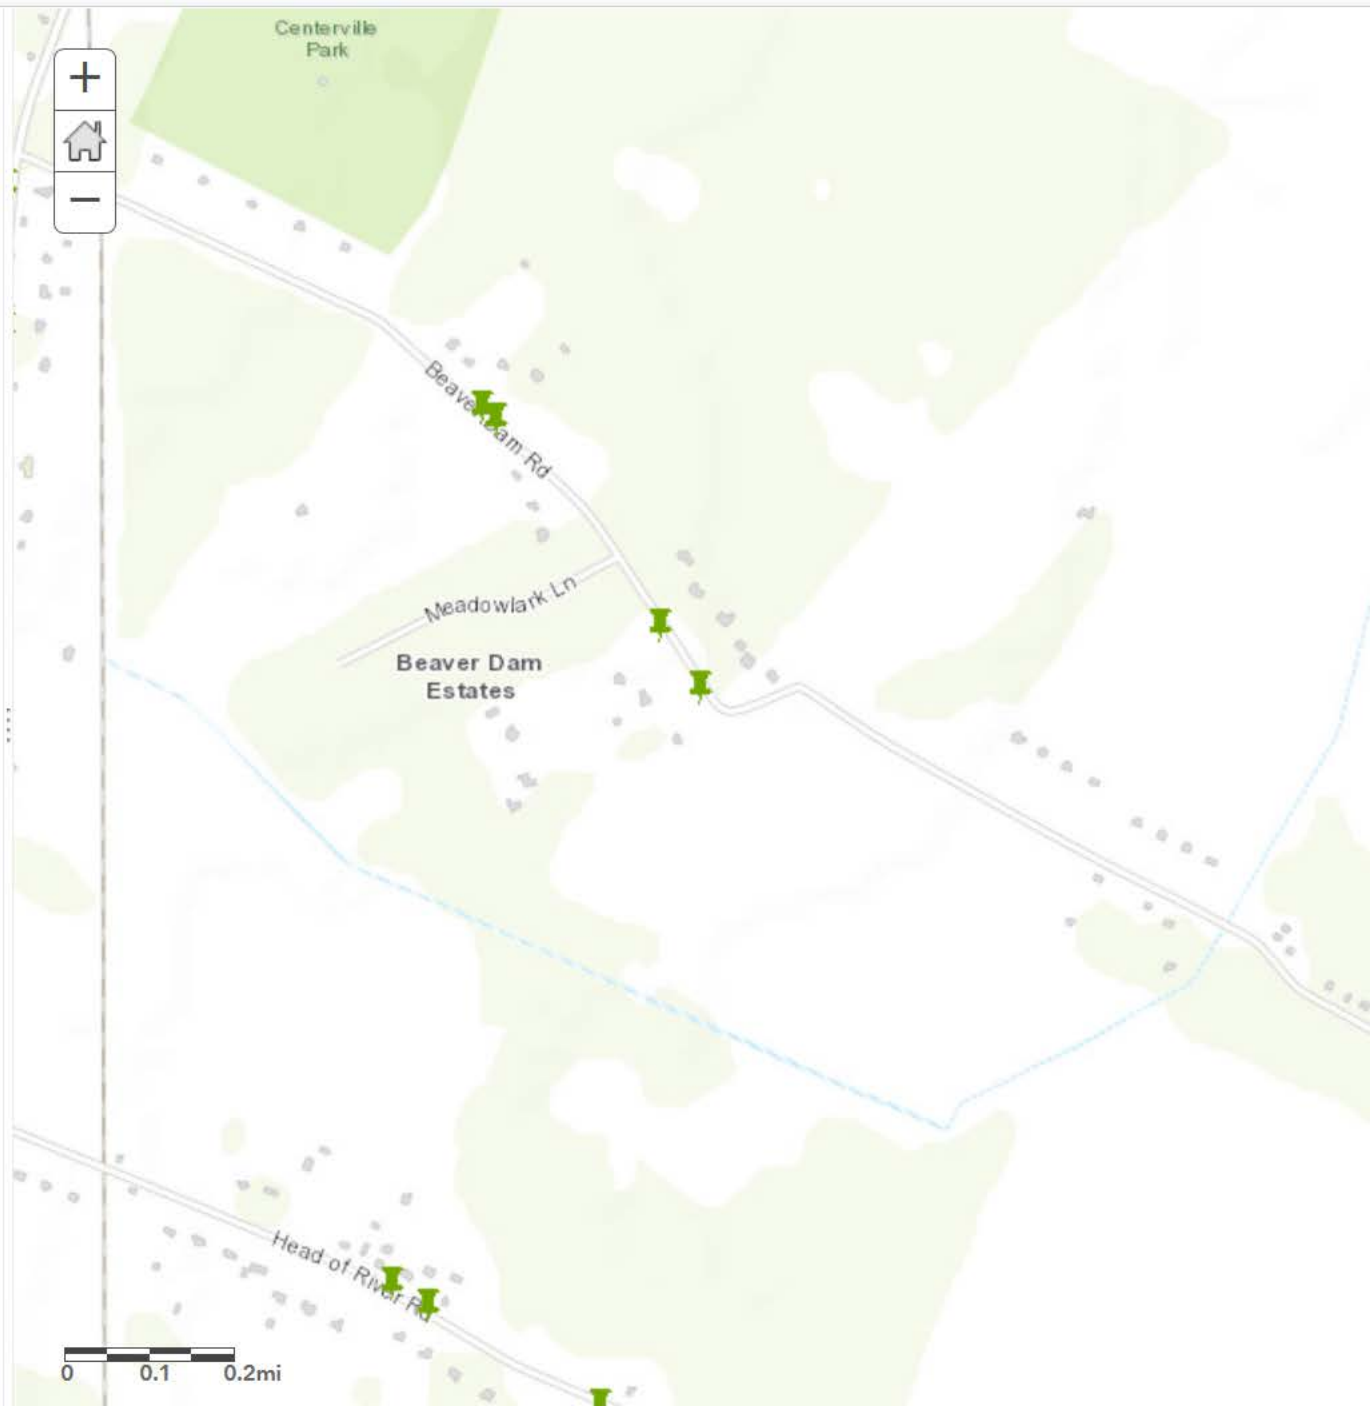 Centerville
Park
+
−
Beaver Dam Rd
Meadowlark Ln
Beaver Dam
Estates
Head of River Rd
0 0.1 0.2mi